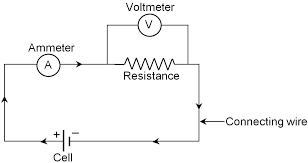 Voltmeter
V
Ammeter
A
Resistance
Connecting wire
+ −
Cell